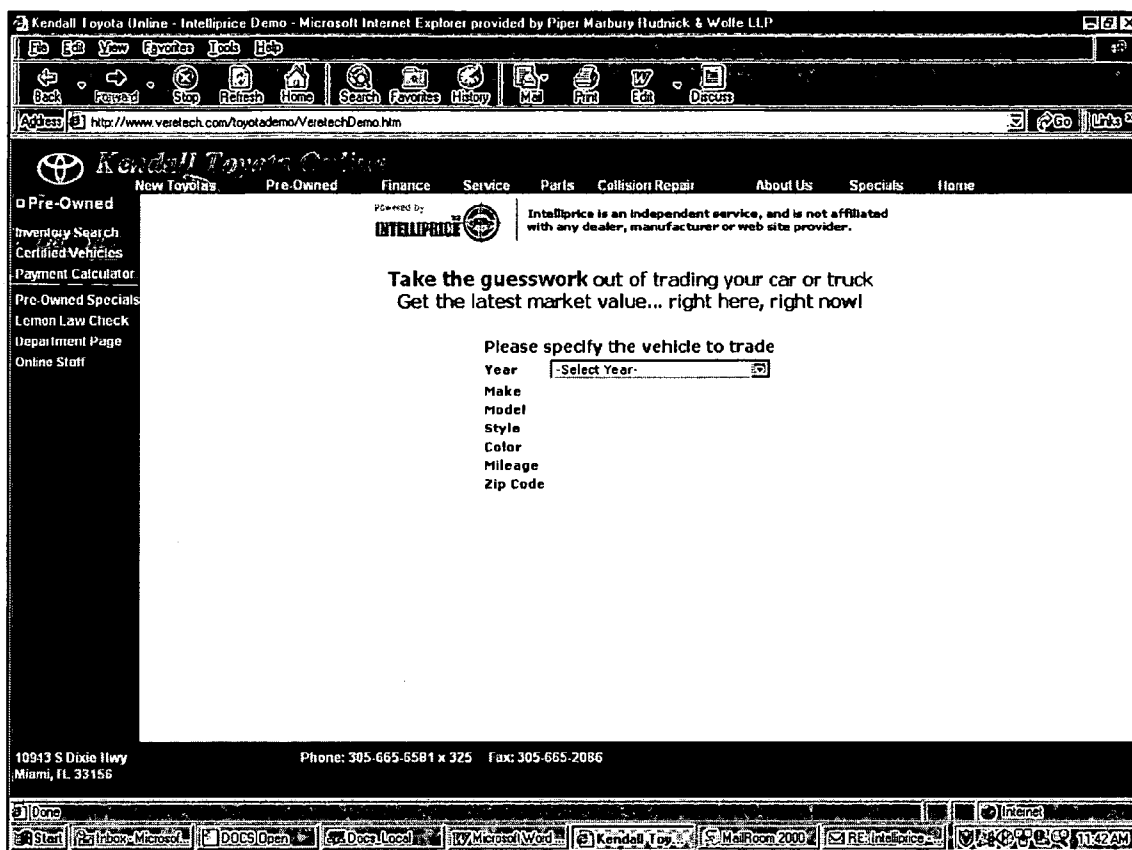 Kendall Toyota Online - Intelliprice Demo - Microsoft Internet Explorer provided by Piper Marbury Rudnick & Wolfe LLP
File Edit View Favorites Tools Help
Back Forward Stop Refresh Home Search Favorites History Mail Print Edit Discuss
Address http://www.veretech.com/toyotademo/VeretechDemo.htm Go Links
Kendall Toyota Online
New Toyotas Pre-Owned Finance Service Parts Collision Repair About Us Specials Home
Pre-Owned
Inventory Search
Certified Vehicles
Payment Calculator
Pre-Owned Specials
Lemon Law Check
Department Page
Online Staff
Powered by
INTELLIPRICE
Intelliprice is an independent service, and is not affiliated
with any dealer, manufacturer or web site provider.
Take the guesswork out of trading your car or truck
Get the latest market value... right here, right now!
Please specify the vehicle to trade
Year -Select Year-
Make
Model
Style
Color
Mileage
Zip Code
10943 S Dixie Hwy Phone: 305-665-6581 x 325 Fax: 305-665-2086
Miami, FL 33156
Done Internet
Start Inbox - Microsof... DOCS Open Docs_Local Microsoft Word ... Kendall Toy... MailRoom 2000 RE: Intelliprice 11:42 AM